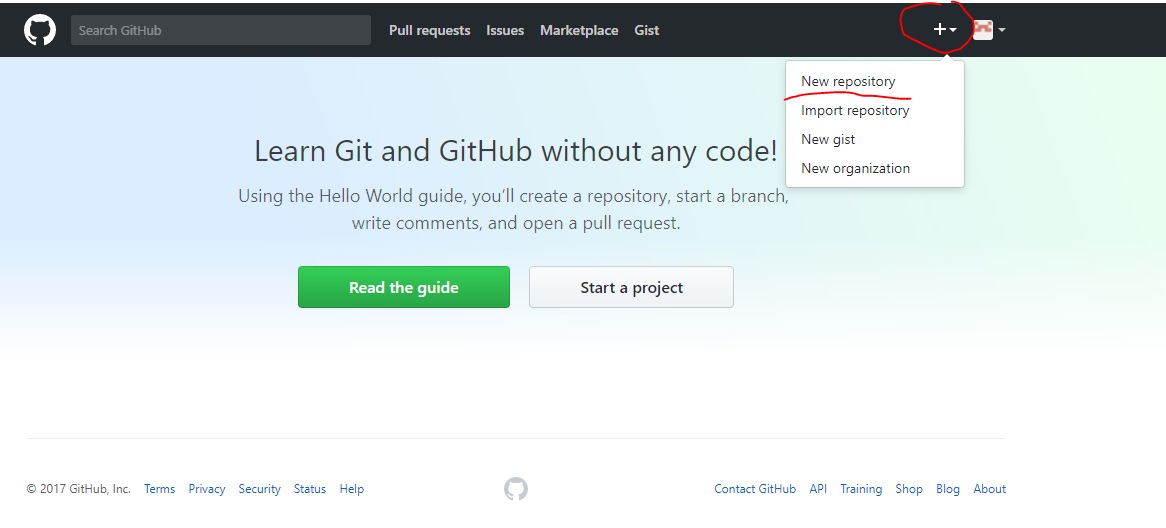 Search GitHub Pull requests Issues Marketplace Gist
New repository
Import repository
New gist
New organization
Learn Git and GitHub without any code!
Using the Hello World guide, you’ll create a repository, start a branch,
write comments, and open a pull request.
Read the guide Start a project
© 2017 GitHub, Inc. Terms Privacy Security Status Help Contact GitHub API Training Shop Blog About